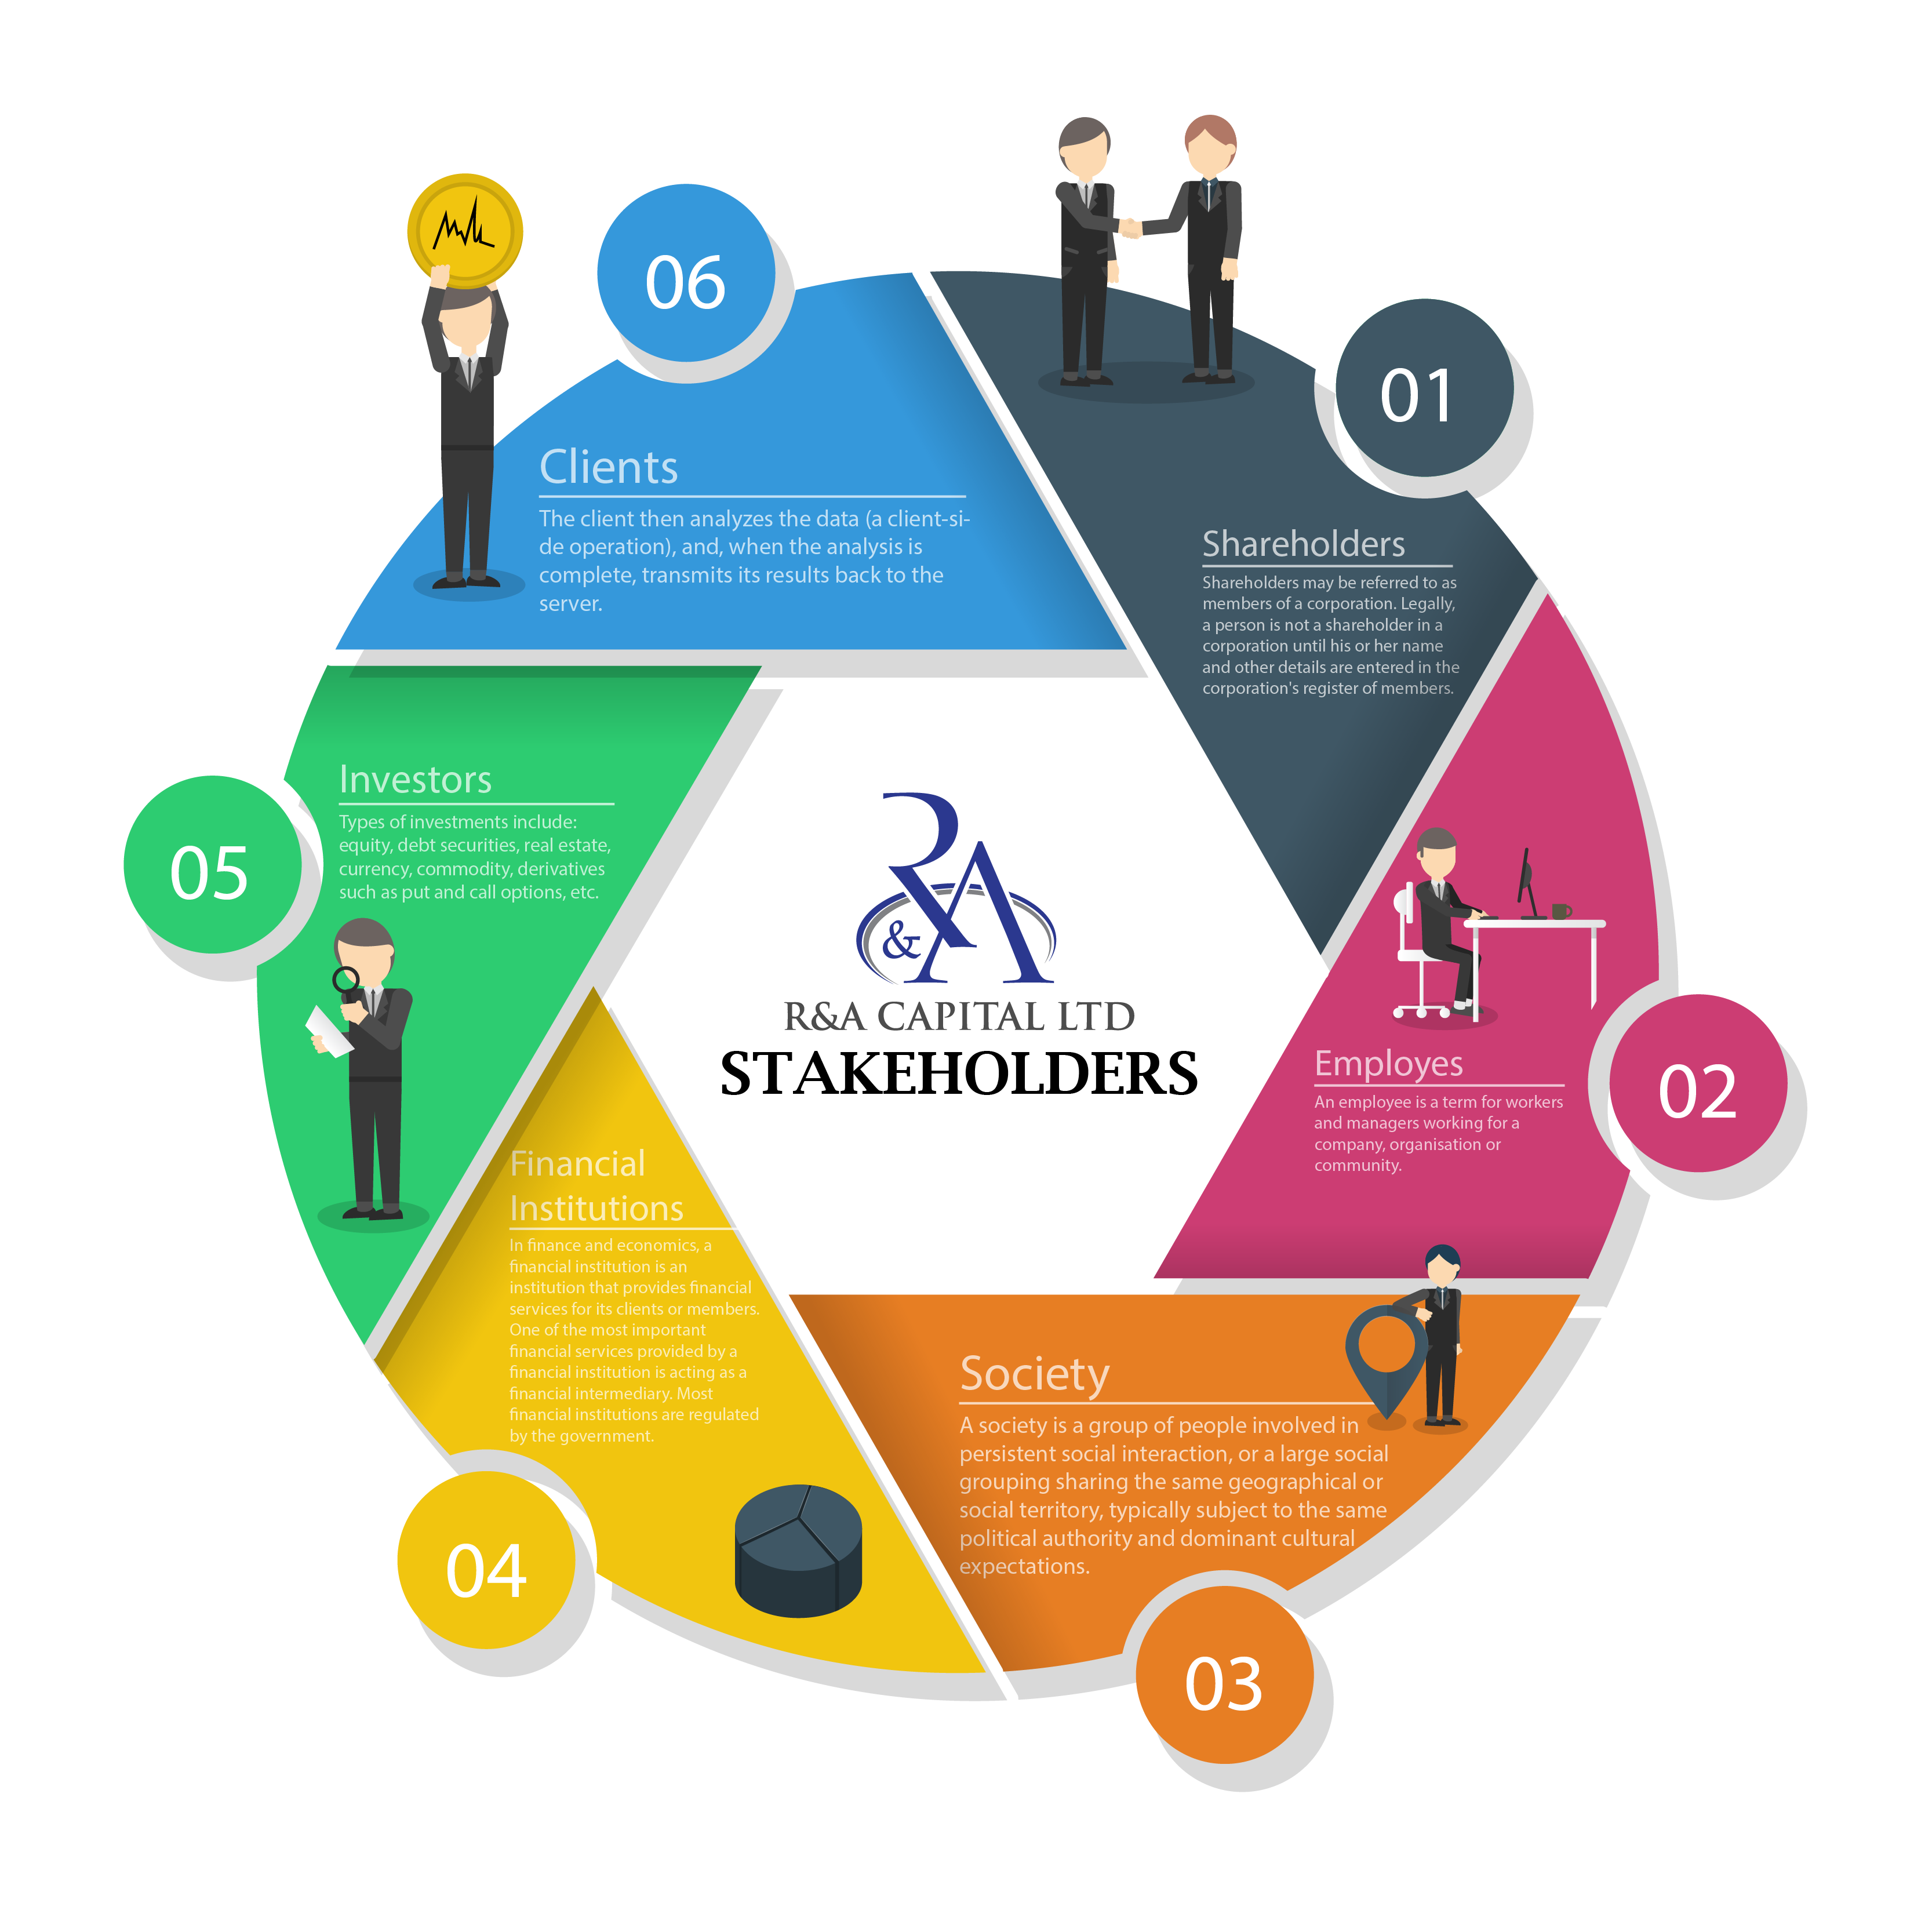 01
Shareholders
Shareholders may be referred to as
members of a corporation. Legally,
a person is not a shareholder in a
corporation until his or her name
and other details are entered in the
corporation's register of members.
02
Employes
An employee is a term for workers
and managers working for a
company, organisation or
community.
03
Society
A society is a group of people involved in
persistent social interaction, or a large social
grouping sharing the same geographical or
social territory, typically subject to the same
political authority and dominant cultural
expectations.
04
Financial
Institutions
In finance and economics, a
financial institution is an
institution that provides financial
services for its clients or members.
One of the most important
financial services provided by a
financial institution is acting as a
financial intermediary. Most
financial institutions are regulated
by the government.
05
Investors
Types of investments include:
equity, debt securities, real estate,
currency, commodity, derivatives
such as put and call options, etc.
06
Clients
The client then analyzes the data (a client-si-
de operation), and, when the analysis is
complete, transmits its results back to the
server.
R&A
R&A CAPITAL LTD
STAKEHOLDERS